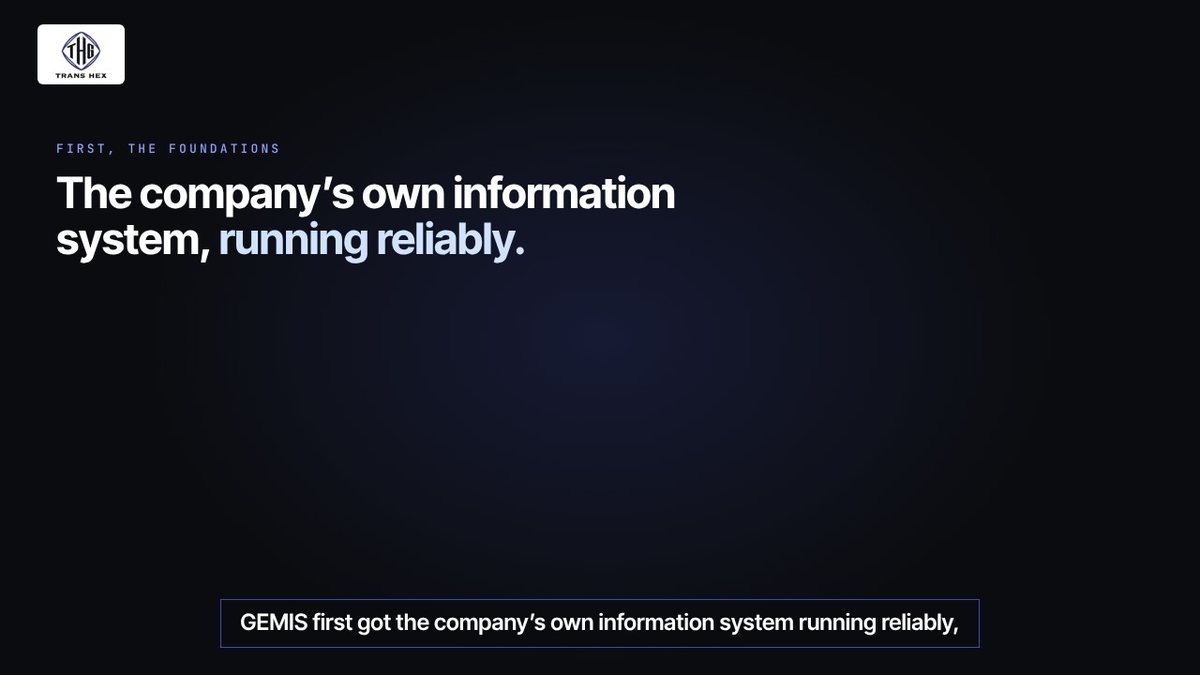 THG
TRANS HEX
FIRST, THE FOUNDATIONS
The company’s own information
system, running reliably.
GEMIS first got the company’s own information system running reliably,